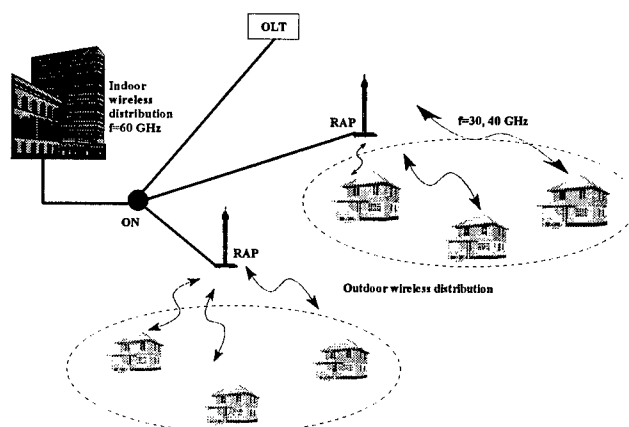 OLT
Indoor
wireless
distribution
f=60 GHz
RAP
f=30, 40 GHz
ON
RAP
Outdoor wireless distribution